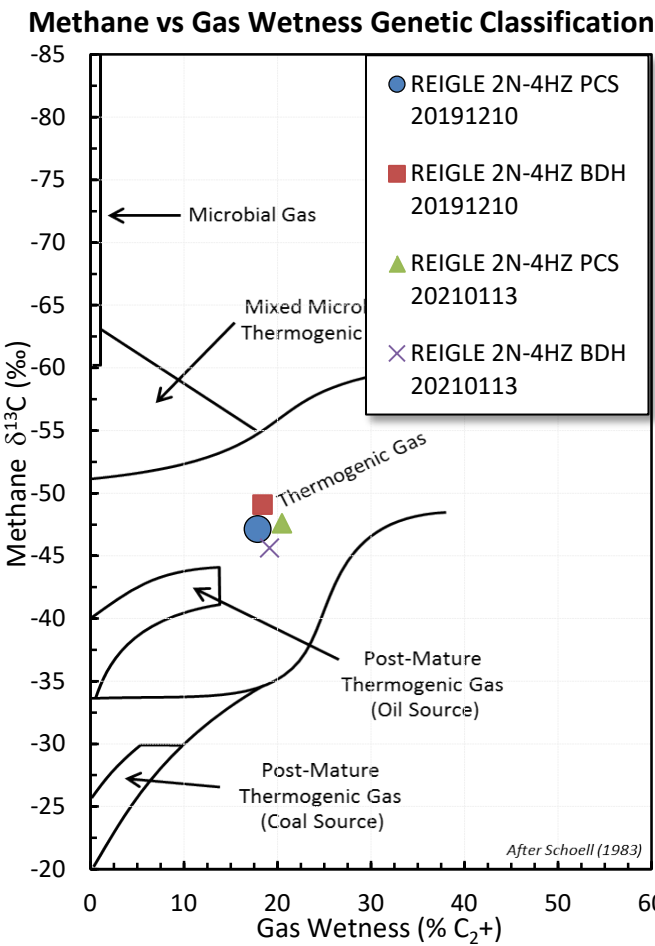 Methane vs Gas Wetness Genetic Classification
-85
-80
-75
-70
-65
-60
-55
-50
-45
-40
-35
-30
-25
-20
Methane δ¹³C (‰)
REIGLE 2N-4HZ PCS
20191210
REIGLE 2N-4HZ BDH
20191210
REIGLE 2N-4HZ PCS
20210113
REIGLE 2N-4HZ BDH
20210113
Microbial Gas
Mixed
Thermogenic
Thermogenic Gas
Post-Mature
Thermogenic Gas
(Oil Source)
Post-Mature
Thermogenic Gas
(Coal Source)
After Schoell (1983)
0
10
20
30
40
50
Gas Wetness (% C₂+)